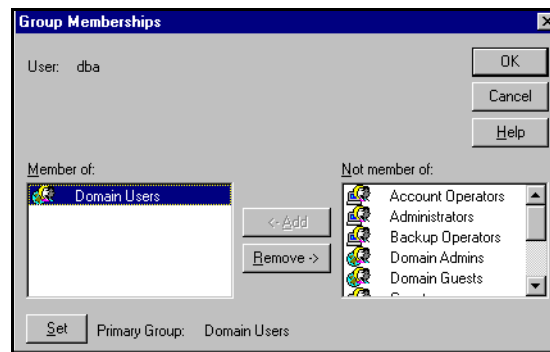 Group Memberships
User: dba
OK
Cancel
Help
Member of:
Domain Users
<-Add
Remove ->
Not member of:
Account Operators
Administrators
Backup Operators
Domain Admins
Domain Guests
Set Primary Group: Domain Users